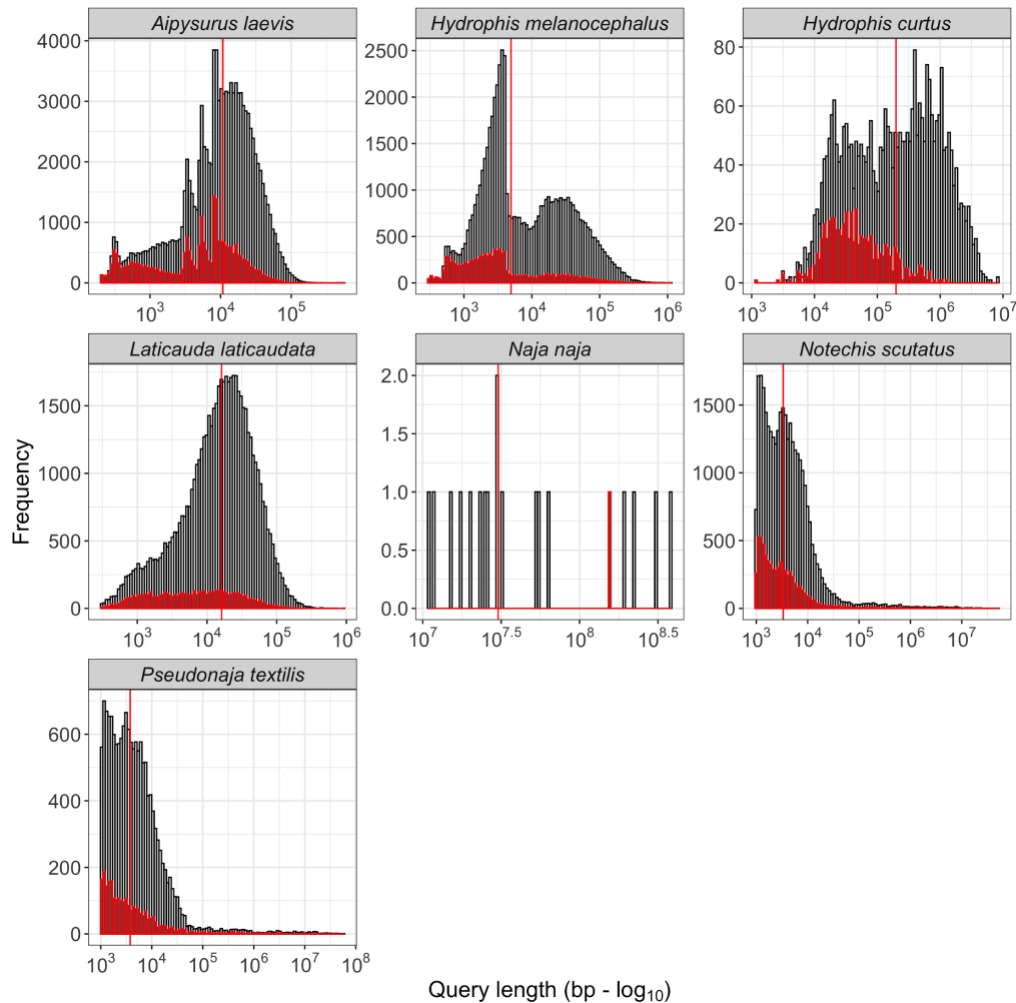 Aipysurus laevis
Hydrophis melanocephalus
Hydrophis curtus
4000
3000
2000
1000
0
10³ 10⁴ 10⁵
2500
2000
1500
1000
500
0
10³ 10⁴ 10⁵ 10⁶
80
60
40
20
0
10³ 10⁴ 10⁵ 10⁶ 10⁷
Laticauda laticaudata
Naja naja
Notechis scutatus
Frequency
1500
1000
500
0
10³ 10⁴ 10⁵ 10⁶
2.0
1.5
1.0
0.5
0.0
10⁷ 10⁷·⁵ 10⁸ 10⁸·⁵
1500
1000
500
0
10³ 10⁴ 10⁵ 10⁶ 10⁷
Pseudonaja textilis
600
400
200
0
10³ 10⁴ 10⁵ 10⁶ 10⁷ 10⁸
Query length (bp - log₁₀)